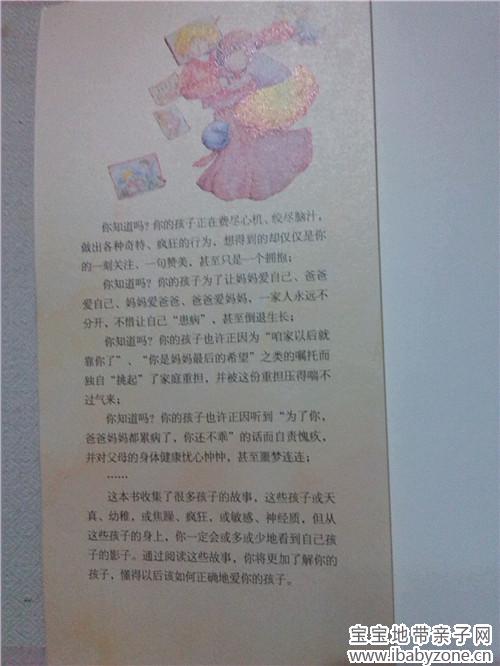 你知道吗？你的孩子正在费尽心机、绞尽脑汁，
做出各种奇特、疯狂的行为，想得到的却仅仅是你
的一刻关注、一句赞美，甚至只是一个拥抱；
你知道吗？你的孩子为了让妈妈爱自己、爸爸
爱自己、妈妈爱爸爸、爸爸爱妈妈，一家人永远不
分开，不惜让自己“患病”，甚至倒退生长；
你知道吗？你的孩子也许正因为“咱家以后就
靠你了”、“你是妈妈最后的希望”之类的嘱托而
独自“挑起”了家庭重担，并被这份重担压得喘不
过气来；
你知道吗？你的孩子也许正因听到“为了你，
爸爸妈妈都累病了，你还不乖”的话而自责愧疚，
并对父母的身体健康忧心忡忡，甚至噩梦连连；
……
这本书收集了很多孩子的故事，这些孩子或天
真、幼稚，或焦躁、疯狂，或敏感、神经质，但从
这些孩子的身上，你一定会或多或少地看到自己孩
子的影子。通过阅读这些故事，你将更加了解你的
孩子，懂得以后该如何正确地爱你的孩子。
宝宝地带亲子网
www.ibabyzone.cn